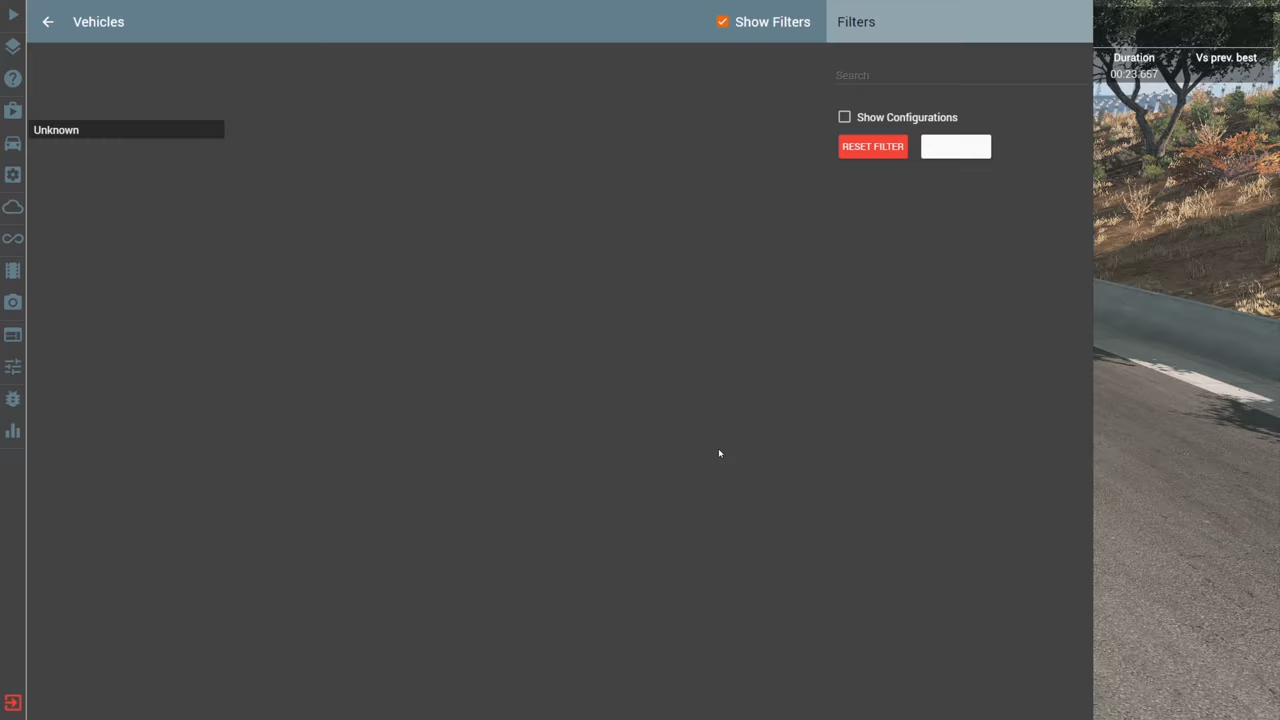 Vehicles
Show Filters
Filters
Duration
Vs prev. best
00:23.657
Search
Show Configurations
Unknown
RESET FILTER